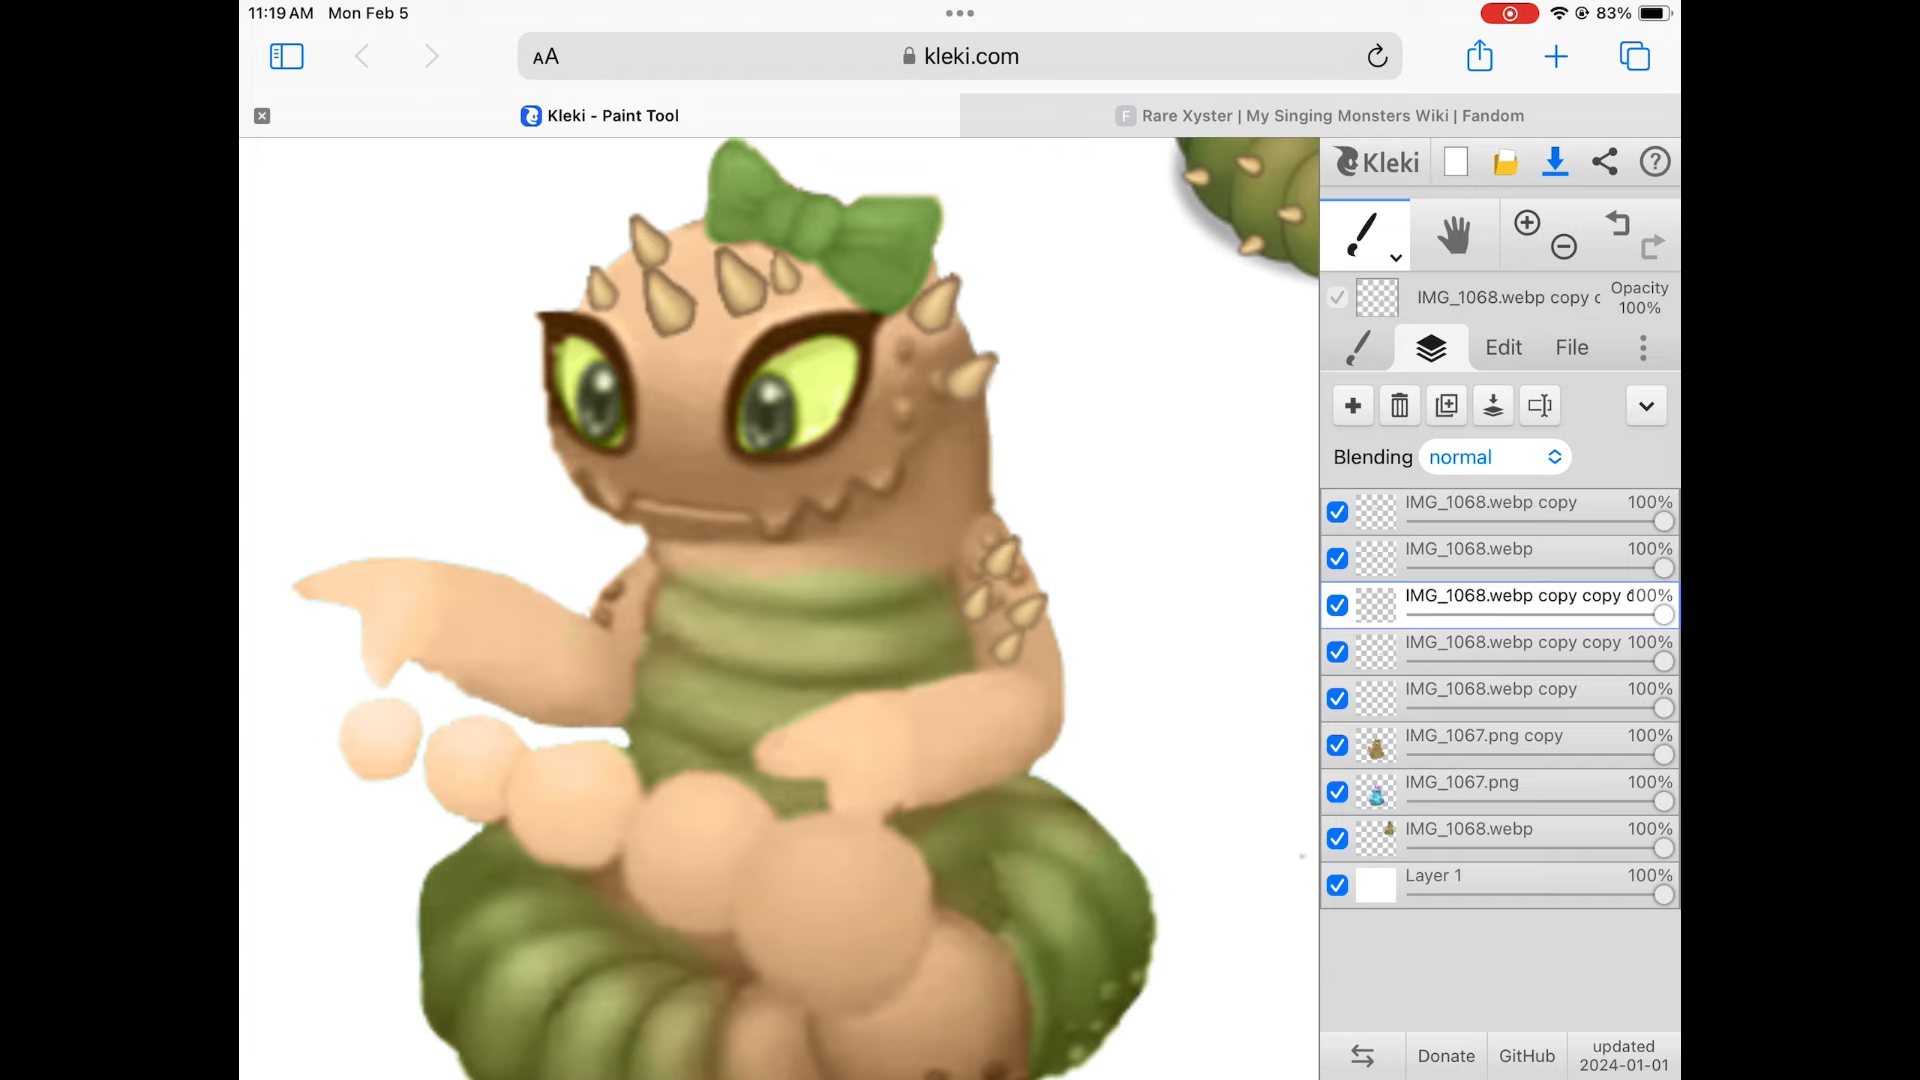 11:19 AM Mon Feb 5
83%
AA
kleki.com
Kleki - Paint Tool
F Rare Xyster | My Singing Monsters Wiki | Fandom
Kleki
IMG_1068.webp copy c
Opacity
100%
Edit
File
Blending normal
IMG_1068.webp copy 100%
IMG_1068.webp 100%
IMG_1068.webp copy copy 100%
IMG_1068.webp copy copy 100%
IMG_1068.webp copy 100%
IMG_1067.png copy 100%
IMG_1067.png 100%
IMG_1068.webp 100%
Layer 1 100%
Donate
GitHub
updated
2024-01-01